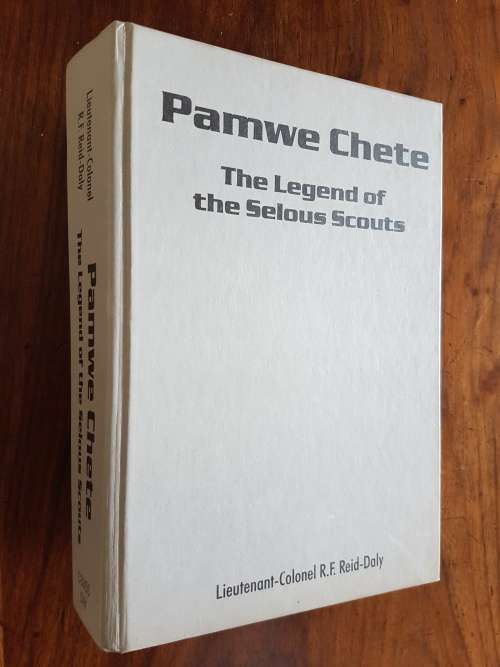 Pamwe Chete
The Legend of
the Selous Scouts
Lieutenant-Colonel R.F. Reid-Daly
Lieutenant-Colonel
R.F. Reid-Daly
Pamwe Chete
The Legend of the Selous Scouts